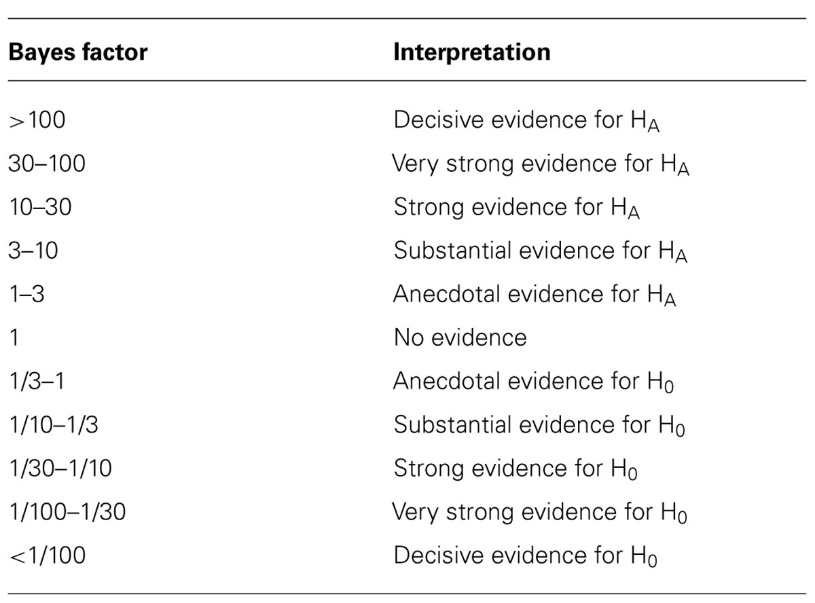 Bayes factor Interpretation
>100 Decisive evidence for H_A
30–100 Very strong evidence for H_A
10–30 Strong evidence for H_A
3–10 Substantial evidence for H_A
1–3 Anecdotal evidence for H_A
1 No evidence
1/3–1 Anecdotal evidence for H_0
1/10–1/3 Substantial evidence for H_0
1/30–1/10 Strong evidence for H_0
1/100–1/30 Very strong evidence for H_0
<1/100 Decisive evidence for H_0